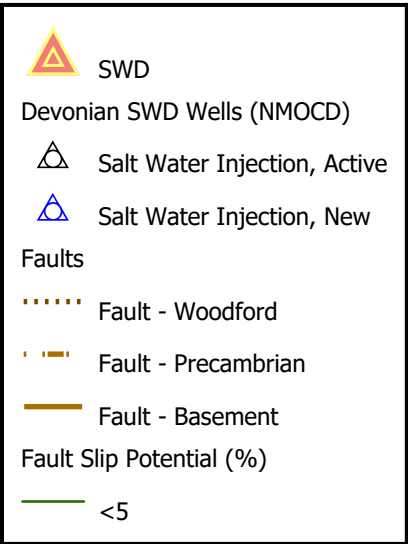 SWD
Devonian SWD Wells (NMOCD)
Salt Water Injection, Active
Salt Water Injection, New
Faults
Fault - Woodford
Fault - Precambrian
Fault - Basement
Fault Slip Potential (%)
<5